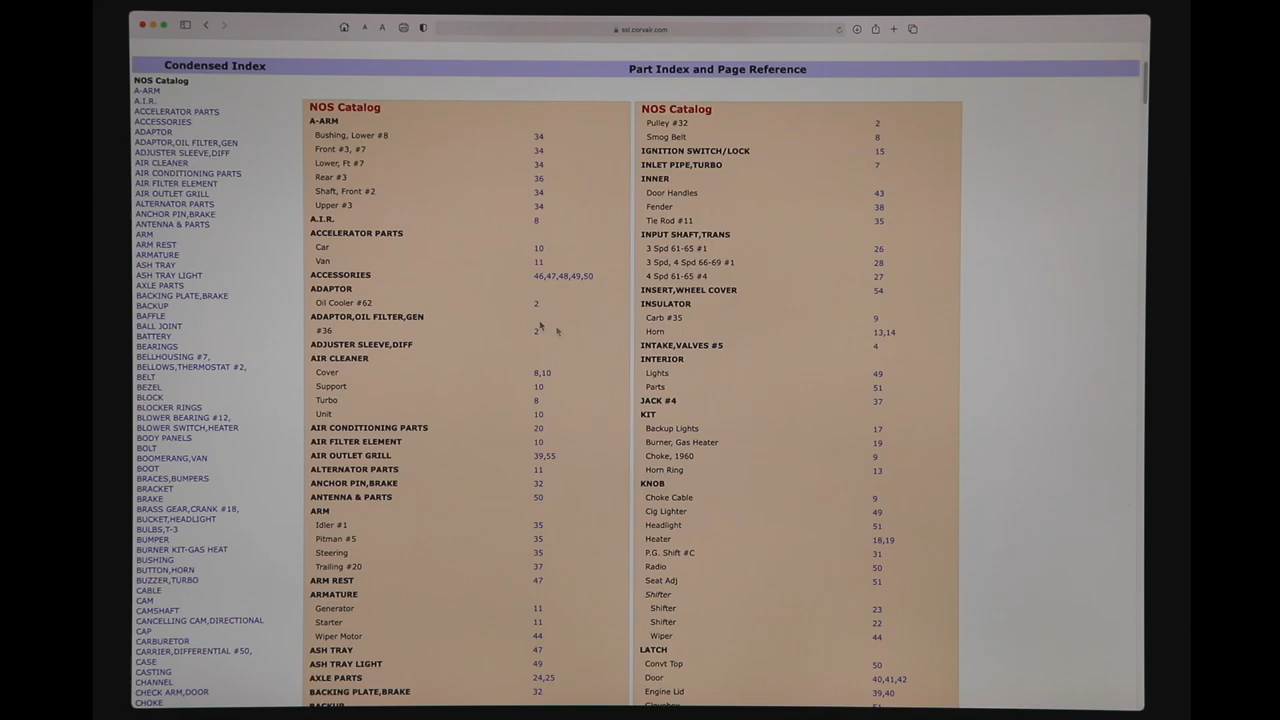 A A
ssl.corvair.com
Condensed Index
Part Index and Page Reference
NOS Catalog
A-ARM
A.I.R.
ACCELERATOR PARTS
ACCESSORIES
ADAPTOR
ADAPTOR,OIL FILTER,GEN
ADJUSTER SLEEVE,DIFF
AIR CLEANER
AIR CONDITIONING PARTS
AIR FILTER ELEMENT
AIR OUTLET GRILL
ALTERNATOR PARTS
ANCHOR PIN,BRAKE
ANTENNA & PARTS
ARM
ARM REST
ARMATURE
ASH TRAY
ASH TRAY LIGHT
AXLE PARTS
BACKING PLATE,BRAKE
BACKUP
BAFFLE
BALL JOINT
BATTERY
BEARINGS
BELLHOUSING #7,
BELLOWS,THERMOSTAT #2,
BELT
BEZEL
BLOCK
BLOCKER RINGS
BLOWER BEARING #12,
BLOWER SWITCH,HEATER
BODY PANELS
BOLT
BOOMERANG,VAN
BOOT
BRACES,BUMPERS
BRACKET
BRAKE
BRASS GEAR,CRANK #18,
BUCKET,HEADLIGHT
BULBS,T-3
BUMPER
BURNER KIT-GAS HEAT
BUSHING
BUTTON,HORN
BUZZER,TURBO
CABLE
CAM
CAMSHAFT
CANCELLING CAM,DIRECTIONAL
CAP
CARBURETOR
CARRIER,DIFFERENTIAL #50,
CASE
CASTING
CHANNEL
CHECK ARM,DOOR
CHOKE
NOS Catalog
A-ARM
Bushing, Lower #8 34
Front #3, #7 34
Lower, Ft #7 34
Rear #3 36
Shaft, Front #2 34
Upper #3 34
A.I.R. 8
ACCELERATOR PARTS
Car 10
Van 11
ACCESSORIES 46,47,48,49,50
ADAPTOR
Oil Cooler #62 2
ADAPTOR,OIL FILTER,GEN
#36 2
ADJUSTER SLEEVE,DIFF
AIR CLEANER
Cover 8,10
Support 10
Turbo 8
Unit 10
AIR CONDITIONING PARTS 20
AIR FILTER ELEMENT 10
AIR OUTLET GRILL 39,55
ALTERNATOR PARTS 11
ANCHOR PIN,BRAKE 32
ANTENNA & PARTS 50
ARM
Idler #1 35
Pitman #5 35
Steering 35
Trailing #20 37
ARM REST 47
ARMATURE
Generator 11
Starter 11
Wiper Motor 44
ASH TRAY 47
ASH TRAY LIGHT 49
AXLE PARTS 24,25
BACKING PLATE,BRAKE 32
BACKUP
NOS Catalog
Pulley #32 2
Smog Belt 8
IGNITION SWITCH/LOCK 15
INLET PIPE,TURBO 7
INNER
Door Handles 43
Fender 38
Tie Rod #11 35
INPUT SHAFT,TRANS
3 Spd 61-65 #1 26
3 Spd, 4 Spd 66-69 #1 28
4 Spd 61-65 #4 27
INSERT,WHEEL COVER 54
INSULATOR
Carb #35 9
Horn 13,14
INTAKE,VALVES #5 4
INTERIOR
Lights 49
Parts 51
JACK #4 37
KIT
Backup Lights 17
Burner, Gas Heater 19
Choke, 1960 9
Horn Ring 13
KNOB
Choke Cable 9
Cig Lighter 49
Headlight 51
Heater 18,19
P.G. Shift #C 31
Radio 50
Seat Adj 51
Shifter
Shifter 23
Shifter 22
Wiper 44
LATCH
Convt Top 50
Door 40,41,42
Engine Lid 39,40
Glovebox 51